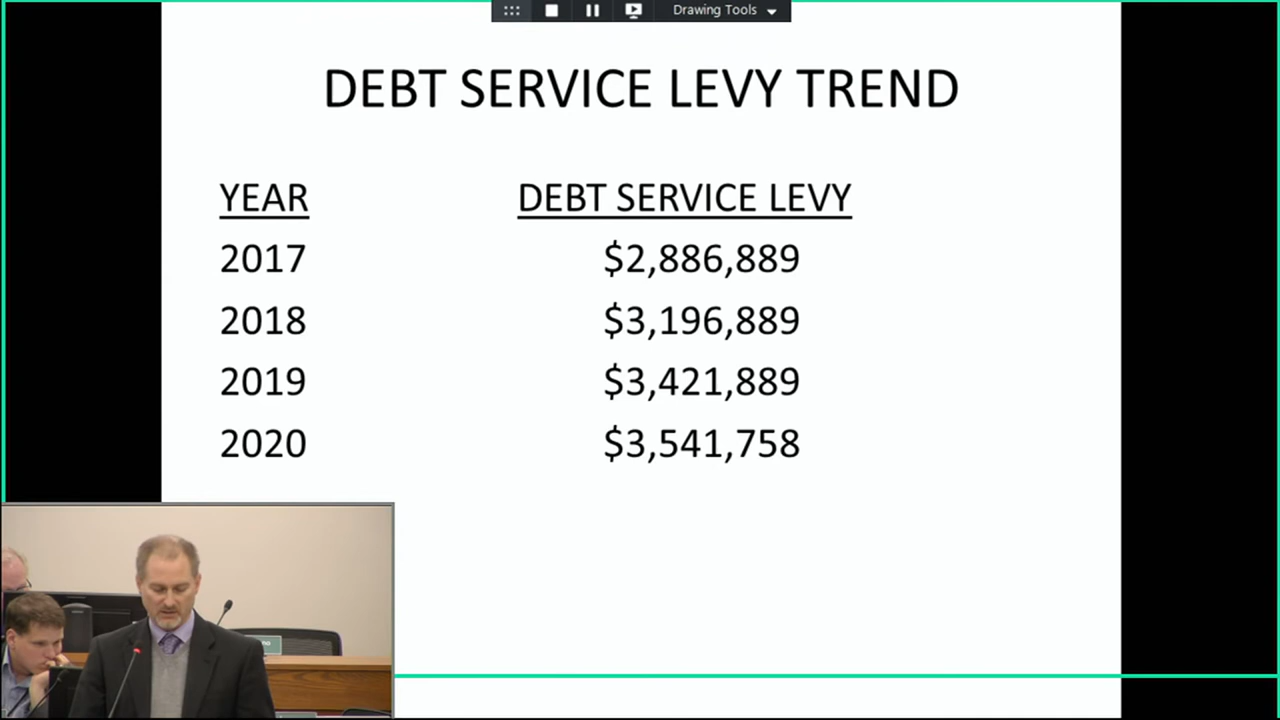 Drawing Tools
DEBT SERVICE LEVY TREND
YEAR DEBT SERVICE LEVY
2017 $2,886,889
2018 $3,196,889
2019 $3,421,889
2020 $3,541,758